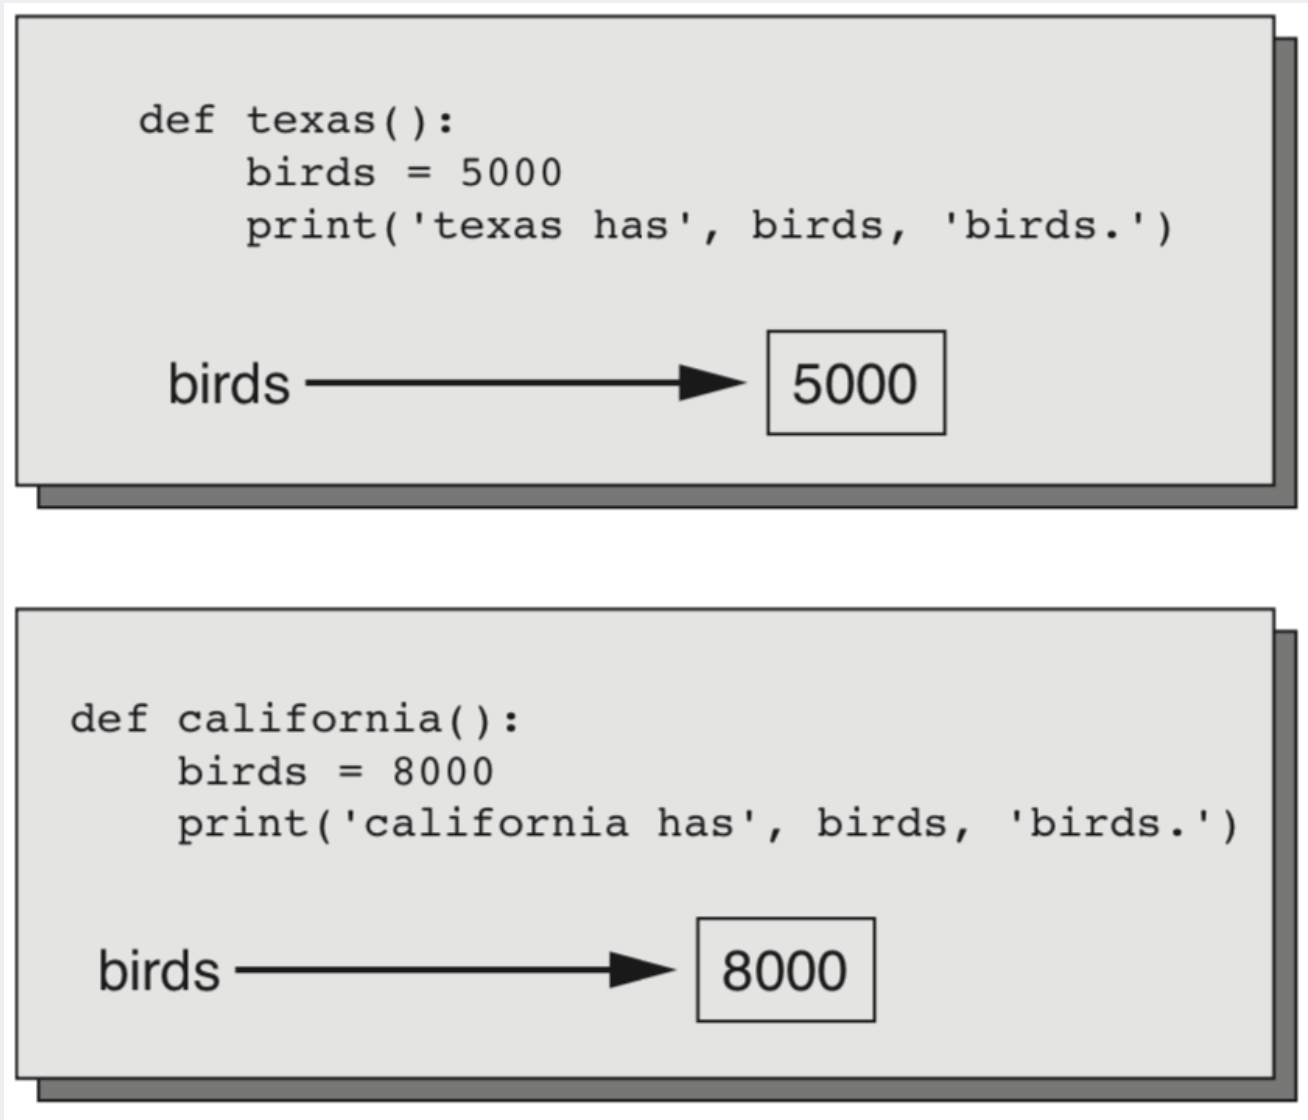 def texas():
    birds = 5000
    print('texas has', birds, 'birds.')
birds 5000
def california():
    birds = 8000
    print('california has', birds, 'birds.')
birds 8000